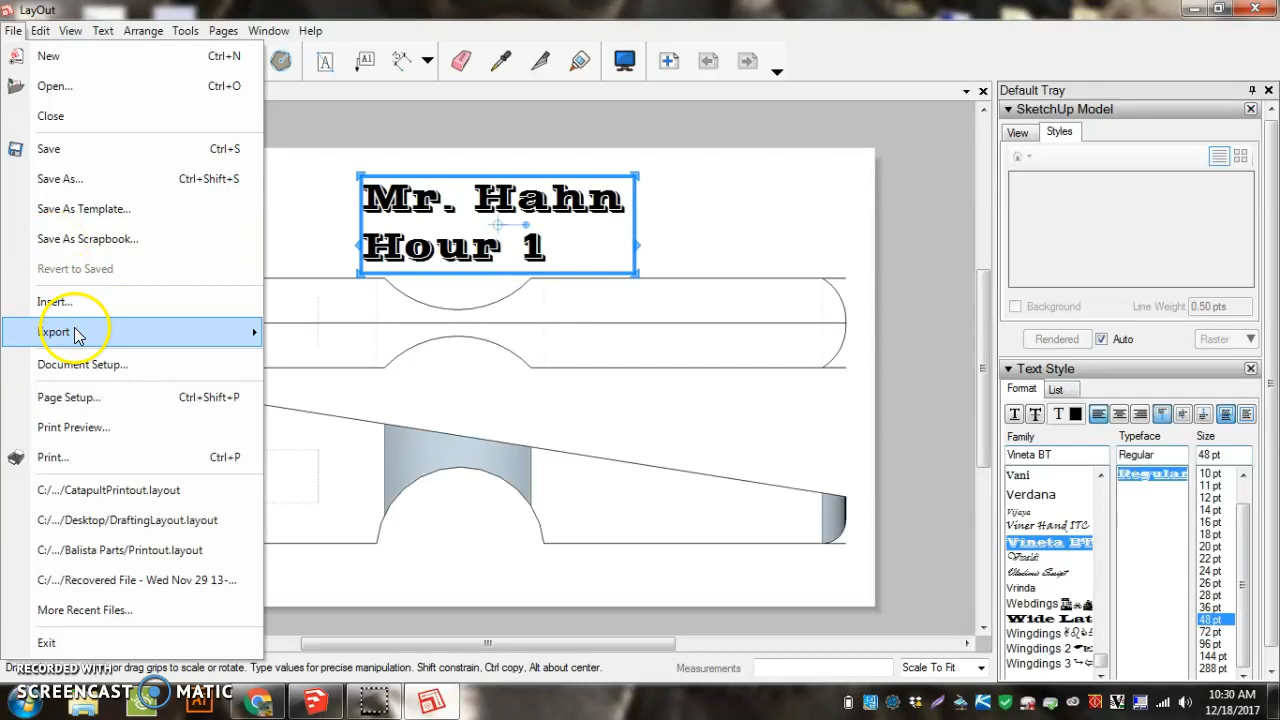 LayOut
File Edit View Text Arrange Tools Pages Window Help
New Ctrl+N
Open... Ctrl+O
Close
Save Ctrl+S
Save As... Ctrl+Shift+S
Save As Template...
Save As Scrapbook...
Revert to Saved
Insert...
Export
Document Setup...
Page Setup... Ctrl+Shift+P
Print Preview...
Print... Ctrl+P
C:/.../CatapultPrintout.layout
C:/.../Desktop/DraftingLayout.layout
C:/.../Balista Parts/Printout.layout
C:/.../Recovered File - Wed Nov 29 13-...
More Recent Files...
Exit
Mr. Hahn
Hour 1
Default Tray
SketchUp Model
View Styles
Background Line Weight 0.50 pts
Rendered Auto Raster
Text Style
Format List
Family Typeface Size
Vineta BT Regular 48 pt
Vani
Verdana
Vijaya
Viner Hand ITC
Vineta BT
Vivaldi
Vladimir Script
Vrinda
Webdings
Wide Lat
Wingdings
Wingdings 2
Wingdings 3
Regular
10 pt
11 pt
12 pt
14 pt
16 pt
18 pt
20 pt
22 pt
24 pt
26 pt
28 pt
36 pt
48 pt
72 pt
96 pt
144 pt
288 pt
or drag grips to scale or rotate. Type values for precise manipulation. Shift constrain, Ctrl copy, Alt about center.
Measurements Scale To Fit
RECORDED WITH
SCREENCAST MATIC
10:30 AM
12/18/2017